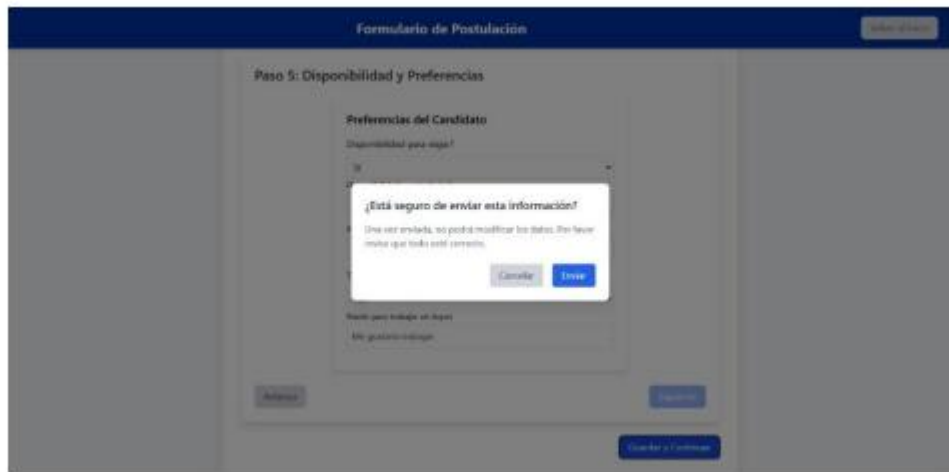 Formulario de Postulación
Paso 5: Disponibilidad y Preferencias
Preferencias del Candidato
Disponibilidad para viajar?
¿Está seguro de enviar esta información?
Una vez enviada, no podrá modificar los datos. Por favor
revise que todo esté correcto.
Cancelar
Enviar
para trabajar en
Me gustaría trabajar
Anterior
Siguiente
Guardar y Continuar